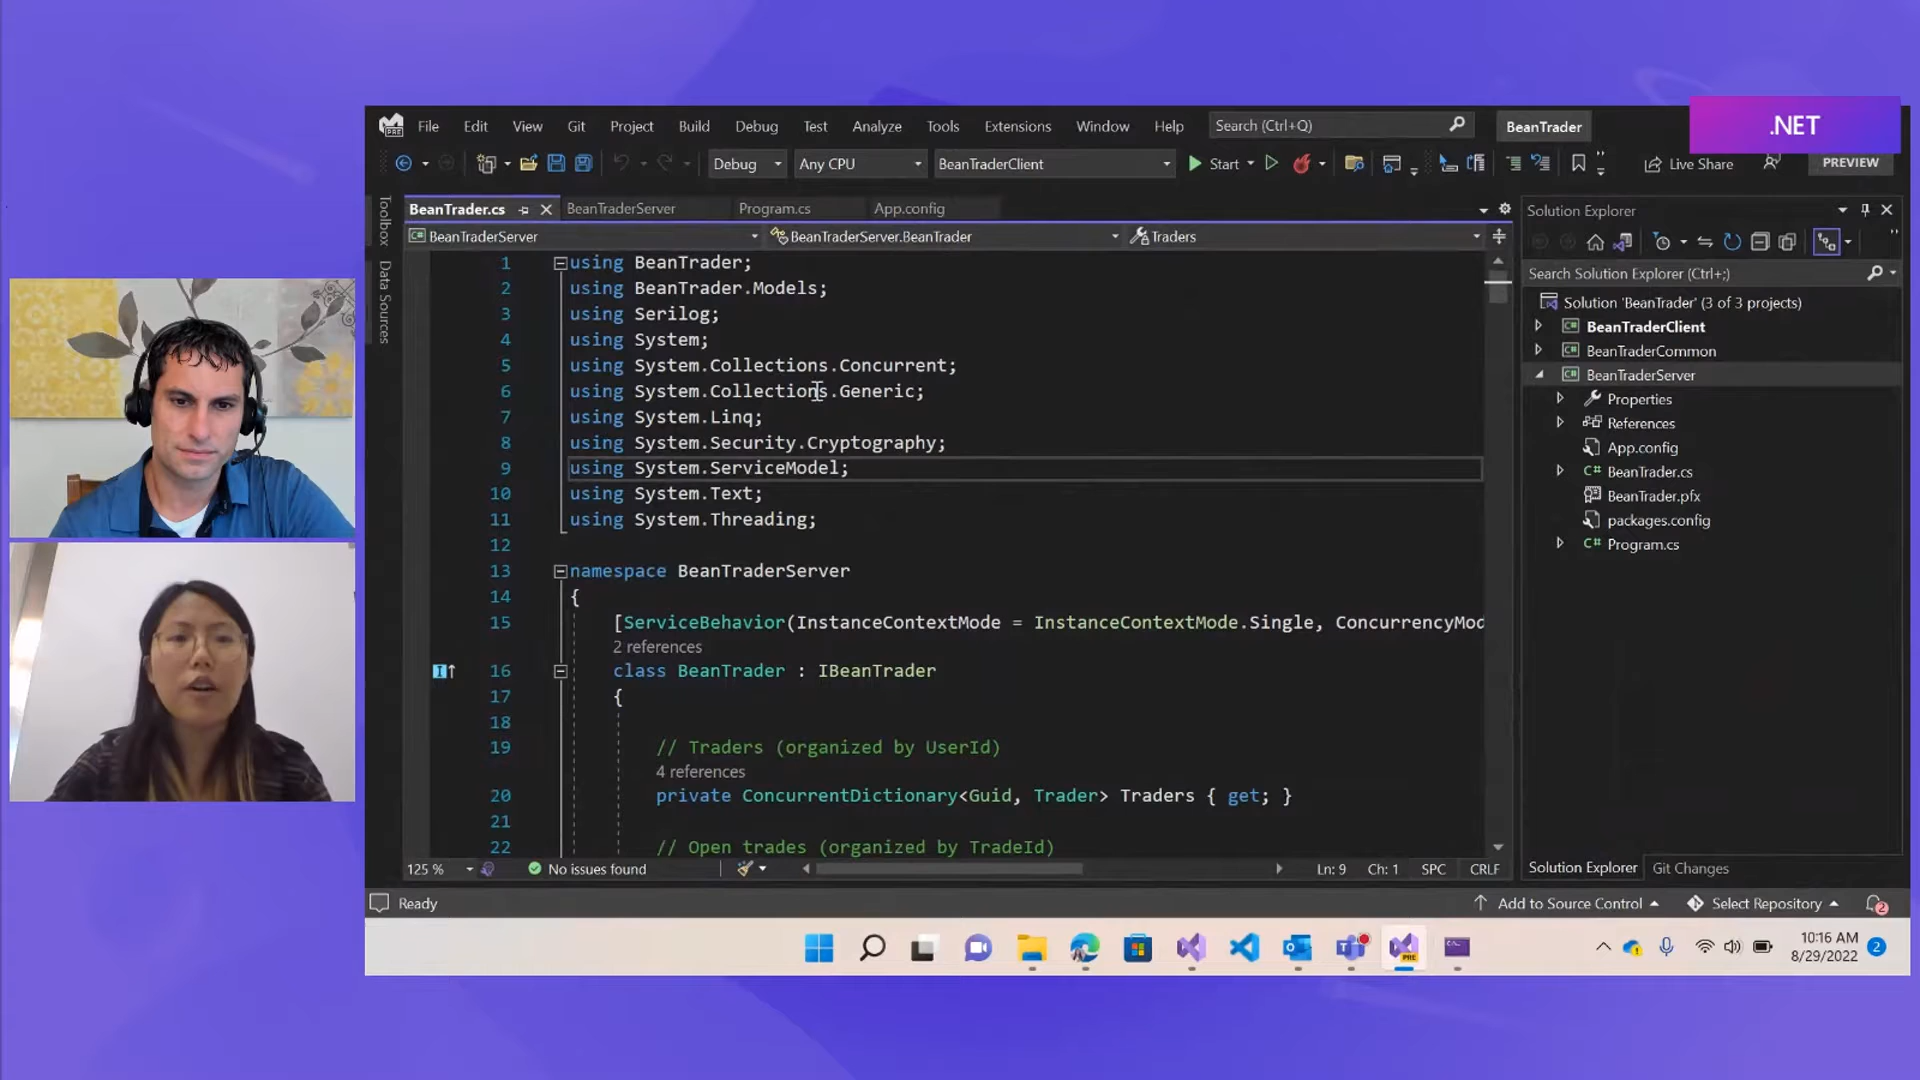 .NET
PRE File Edit View Git Project Build Debug Test Analyze Tools Extensions Window Help Search (Ctrl+Q) BeanTrader
Debug Any CPU BeanTraderClient Start Live Share PREVIEW
Toolbox
Data Sources
BeanTrader.cs BeanTraderServer Program.cs App.config
BeanTraderServer BeanTraderServer.BeanTrader Traders
1 using BeanTrader;
2 using BeanTrader.Models;
3 using Serilog;
4 using System;
5 using System.Collections.Concurrent;
6 using System.Collections.Generic;
7 using System.Linq;
8 using System.Security.Cryptography;
9 using System.ServiceModel;
10 using System.Text;
11 using System.Threading;
12
13 namespace BeanTraderServer
14 {
15 [ServiceBehavior(InstanceContextMode = InstanceContextMode.Single, ConcurrencyMod
2 references
16 class BeanTrader : IBeanTrader
17 {
18
19 // Traders (organized by UserId)
4 references
20 private ConcurrentDictionary<Guid, Trader> Traders { get; }
21
22 // Open trades (organized by TradeId)
125 % No issues found Ln: 9 Ch: 1 SPC CRLF
Solution Explorer
Search Solution Explorer (Ctrl+;)
Solution 'BeanTrader' (3 of 3 projects)
C# BeanTraderClient
C# BeanTraderCommon
C# BeanTraderServer
Properties
References
App.config
C# BeanTrader.cs
BeanTrader.pfx
packages.config
C# Program.cs
Solution Explorer Git Changes
Ready Add to Source Control Select Repository 2
PRE
10:16 AM
8/29/2022
2